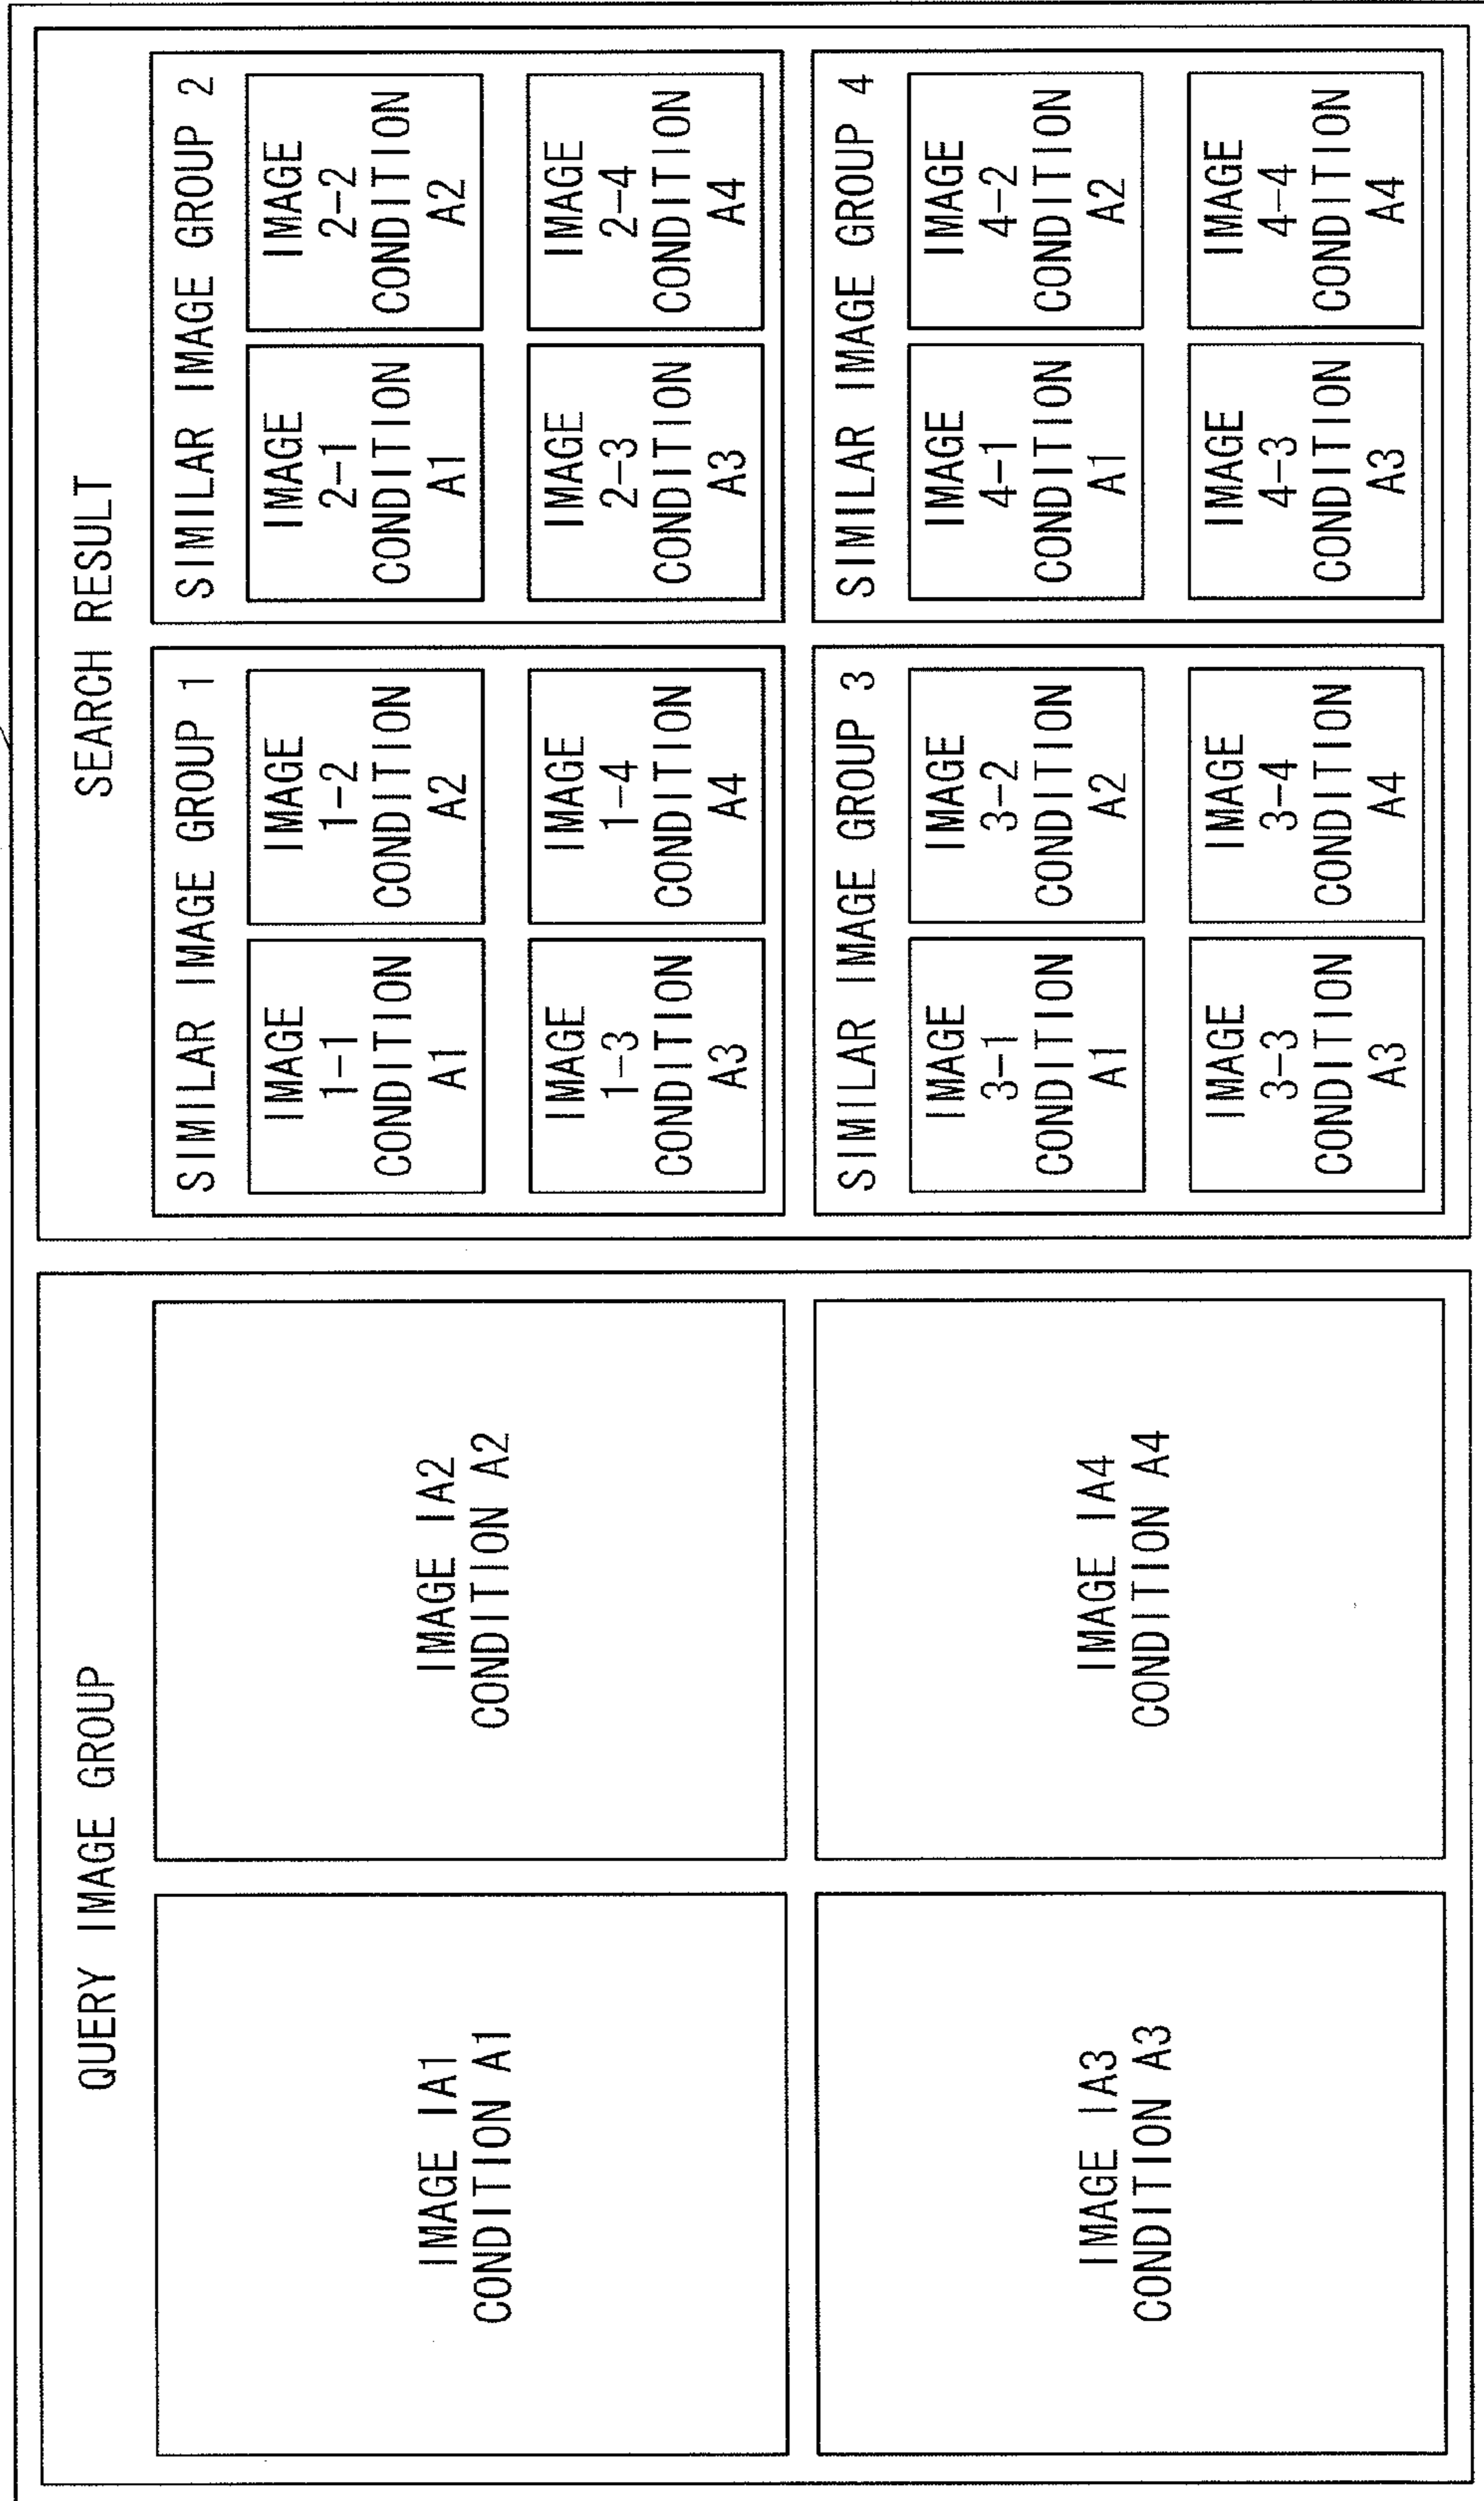 QUERY IMAGE GROUP
IMAGE IA1
CONDITION A1
IMAGE IA2
CONDITION A2
IMAGE IA3
CONDITION A3
IMAGE IA4
CONDITION A4
SEARCH RESULT
SIMILAR IMAGE GROUP 1
IMAGE
1-1
CONDITION
A1
IMAGE
1-2
CONDITION
A2
IMAGE
1-3
CONDITION
A3
IMAGE
1-4
CONDITION
A4
SIMILAR IMAGE GROUP 2
IMAGE
2-1
CONDITION
A1
IMAGE
2-2
CONDITION
A2
IMAGE
2-3
CONDITION
A3
IMAGE
2-4
CONDITION
A4
SIMILAR IMAGE GROUP 3
IMAGE
3-1
CONDITION
A1
IMAGE
3-2
CONDITION
A2
IMAGE
3-3
CONDITION
A3
IMAGE
3-4
CONDITION
A4
SIMILAR IMAGE GROUP 4
IMAGE
4-1
CONDITION
A1
IMAGE
4-2
CONDITION
A2
IMAGE
4-3
CONDITION
A3
IMAGE
4-4
CONDITION
A4